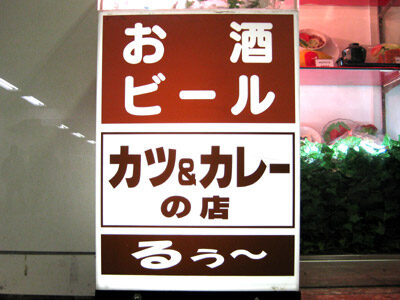 お酒
ビール
カツ&カレー
の店
るぅ〜